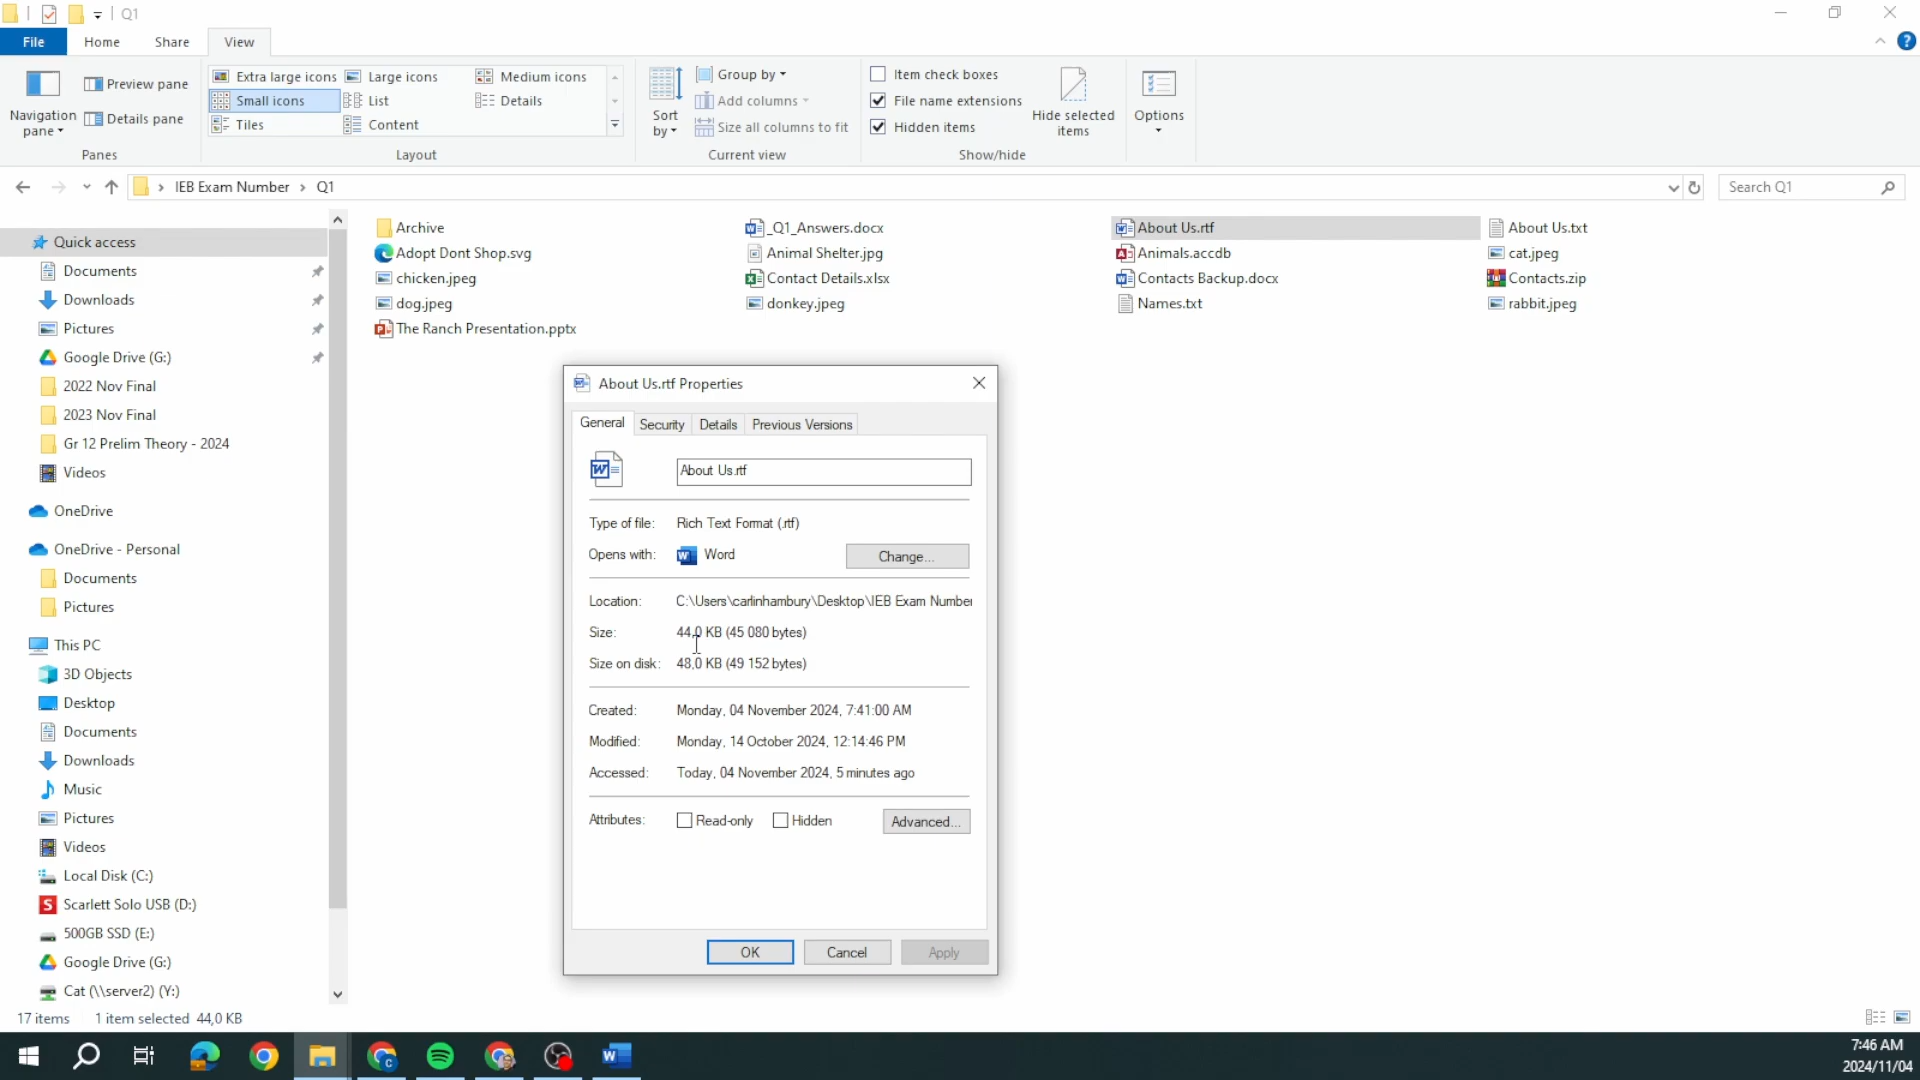 Q1
File
Home
Share
View
Navigation
pane
Preview pane
Details pane
Panes
Extra large icons
Large icons
Medium icons
Small icons
List
Details
Tiles
Content
Layout
Sort
by
Group by
Add columns
Size all columns to fit
Current view
Item check boxes
File name extensions
Hidden items
Hide selected
items
Show/hide
Options
IEB Exam Number > Q1
Search Q1
Quick access
Documents
Downloads
Pictures
Google Drive (G:)
2022 Nov Final
2023 Nov Final
Gr 12 Prelim Theory - 2024
Videos
OneDrive
OneDrive - Personal
Documents
Pictures
This PC
3D Objects
Desktop
Documents
Downloads
Music
Pictures
Videos
Local Disk (C:)
Scarlett Solo USB (D:)
500GB SSD (E:)
Google Drive (G:)
Cat (\\server2) (Y:)
Archive
_Q1_Answers.docx
About Us.rtf
About Us.txt
Adopt Dont Shop.svg
Animal Shelter.jpg
Animals.accdb
cat.jpeg
chicken.jpeg
Contact Details.xlsx
Contacts Backup.docx
Contacts.zip
dog.jpeg
donkey.jpeg
Names.txt
rabbit.jpeg
The Ranch Presentation.pptx
About Us.rtf Properties
General
Security
Details
Previous Versions
About Us.rtf
Type of file: Rich Text Format (.rtf)
Opens with: Word
Change...
Location: C:\Users\carlinhambury\Desktop\IEB Exam Number
Size: 44,0 KB (45 080 bytes)
Size on disk: 48,0 KB (49 152 bytes)
Created: Monday, 04 November 2024, 7:41:00 AM
Modified: Monday, 14 October 2024, 12:14:46 PM
Accessed: Today, 04 November 2024, 5 minutes ago
Attributes: Read-only Hidden
Advanced...
OK
Cancel
Apply
17 items 1 item selected 44,0 KB
7:46 AM
2024/11/04